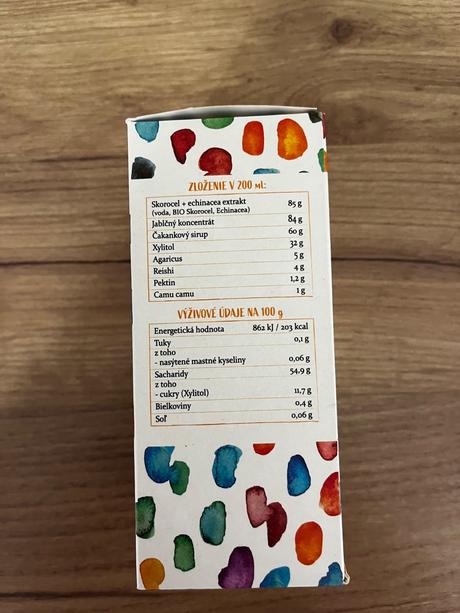 ZLOŽENIE V 200 ML:
Skorocel + echinacea extrakt 85 g
(voda, BIO Skorocel, Echinacea)
Jablčný koncentrát 84 g
Čakankový sirup 60 g
Xylitol 32 g
Agaricus 5 g
Reishi 4 g
Pektín 1,2 g
Camu camu 1 g
VÝŽIVOVÉ ÚDAJE NA 100 g
Energetická hodnota 862 kJ / 203 kcal
Tuky 0,1 g
z toho
- nasýtené mastné kyseliny 0,06 g
Sacharidy 54,9 g
z toho
- cukry (Xylitol) 11,7 g
Bielkoviny 0,4 g
Soľ 0,06 g